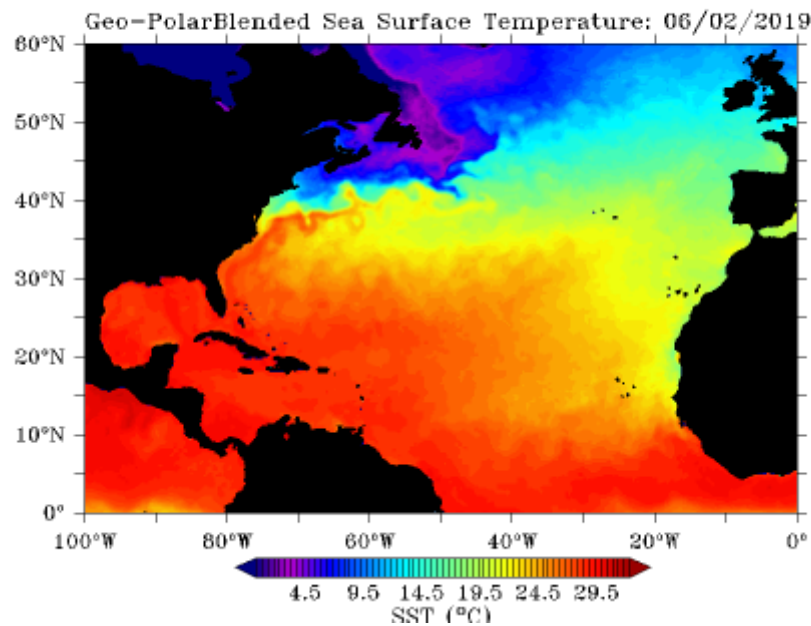 Geo-PolarBlended Sea Surface Temperature: 06/02/2019
60°N
50°N
40°N
30°N
20°N
10°N
0°
100°W 80°W 60°W 40°W 20°W 0°
4.5 9.5 14.5 19.5 24.5 29.5
SST (°C)